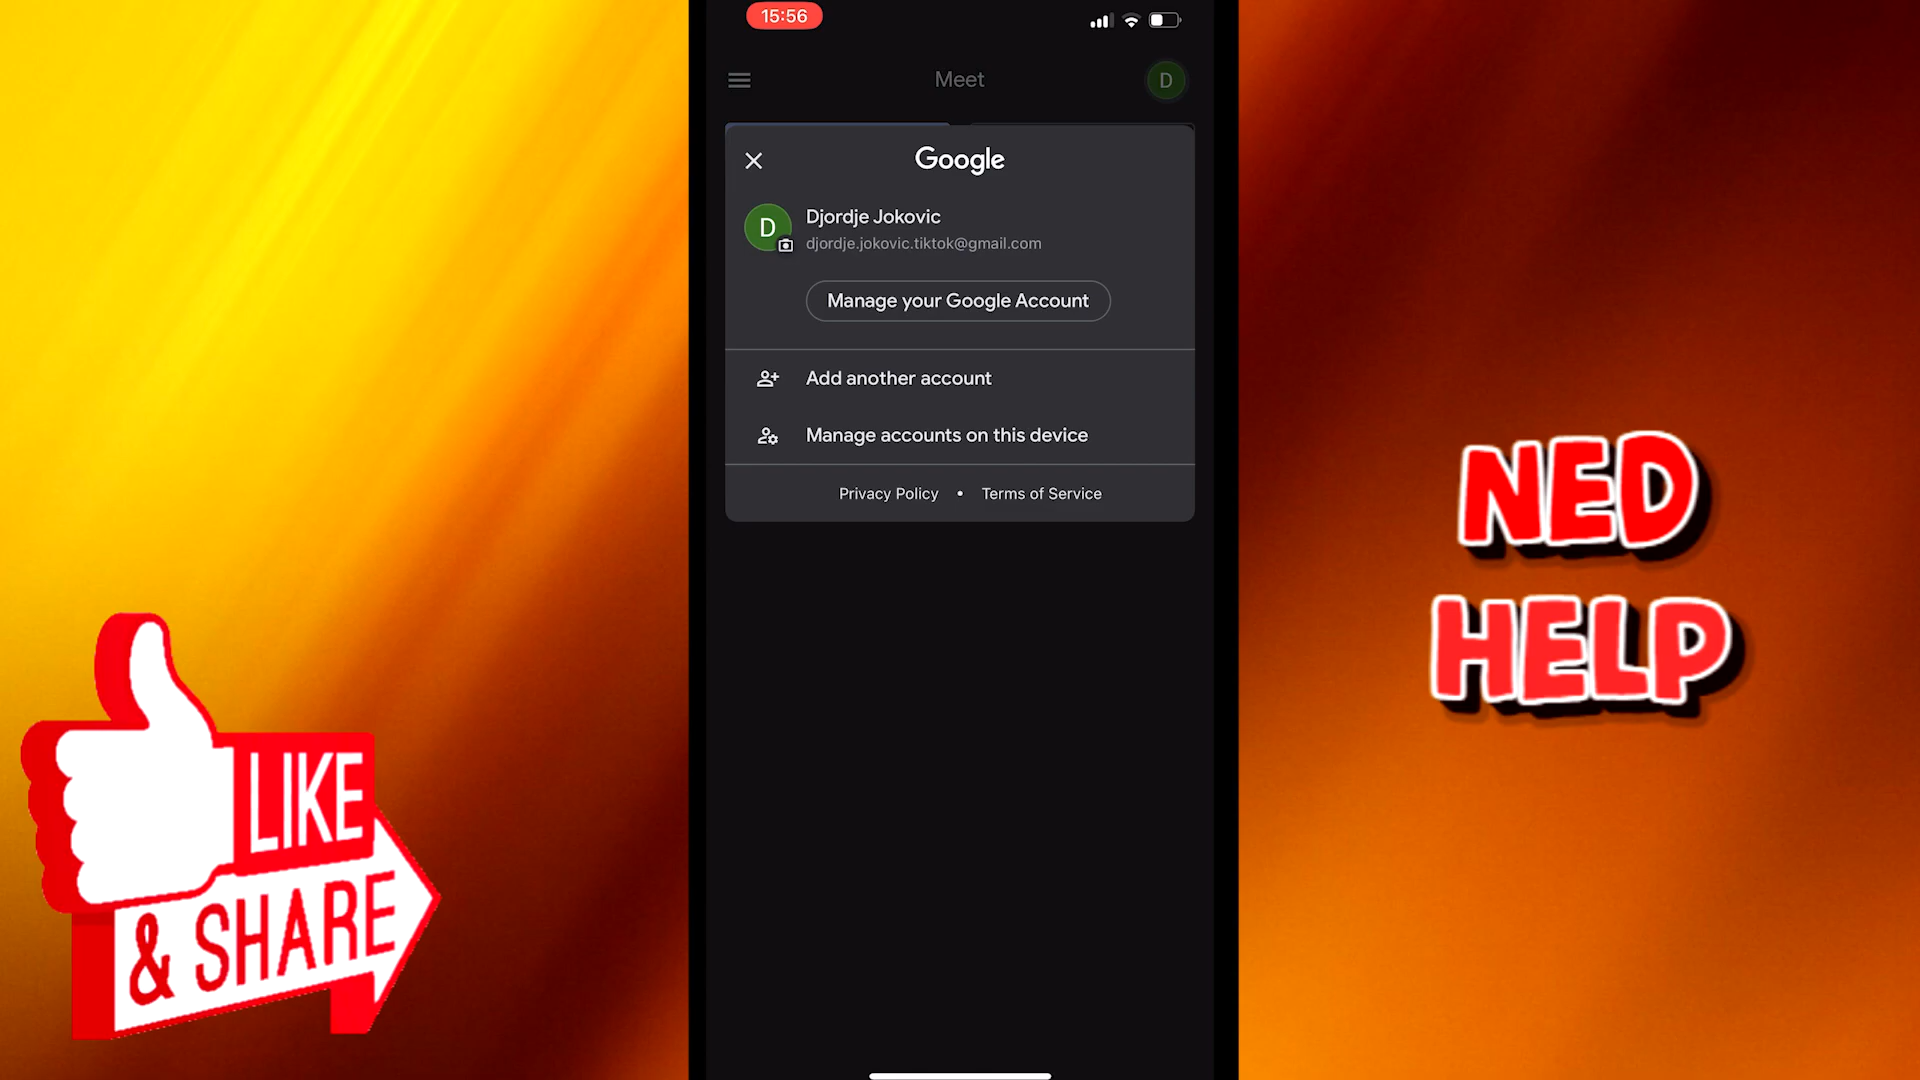 15:56
Meet
D
Google
D
Djordje Jokovic
djordje.jokovic.tiktok@gmail.com
Manage your Google Account
Add another account
Manage accounts on this device
Privacy Policy • Terms of Service
LIKE
& SHARE
NED
HELP